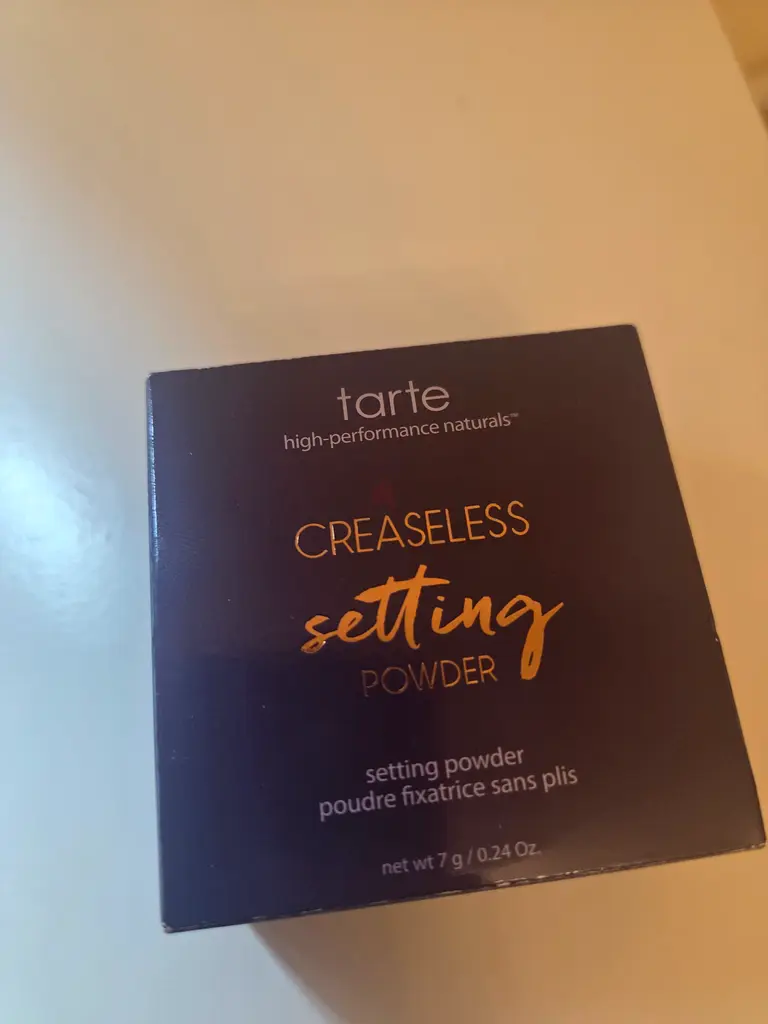 tarte
high-performance naturals™
CREASELESS
setting
POWDER
setting powder
poudre fixatrice sans plis
net wt 7 g / 0.24 Oz.